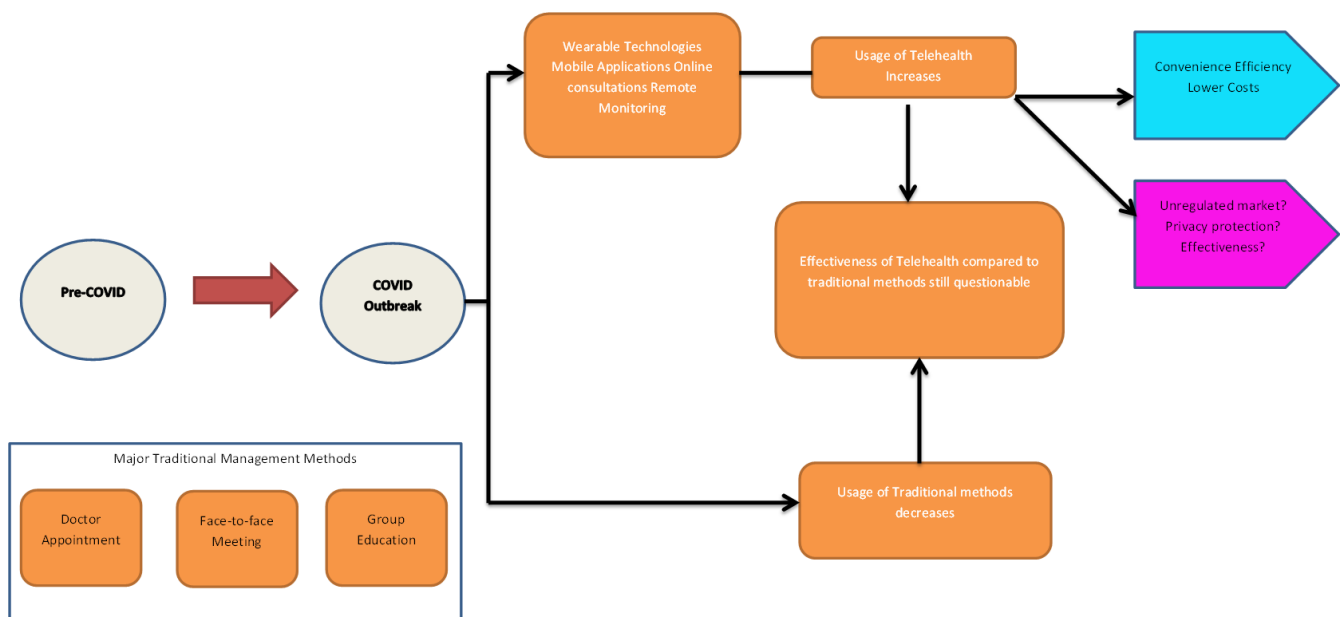 Wearable Technologies
Mobile Applications Online
consultations Remote
Monitoring
Usage of Telehealth
Increases
Convenience Efficiency
Lower Costs
Unregulated market?
Privacy protection?
Effectiveness?
Pre-COVID
COVID
Outbreak
Effectiveness of Telehealth compared to
traditional methods still questionable
Major Traditional Management Methods
Doctor
Appointment
Face-to-face
Meeting
Group
Education
Usage of Traditional methods
decreases